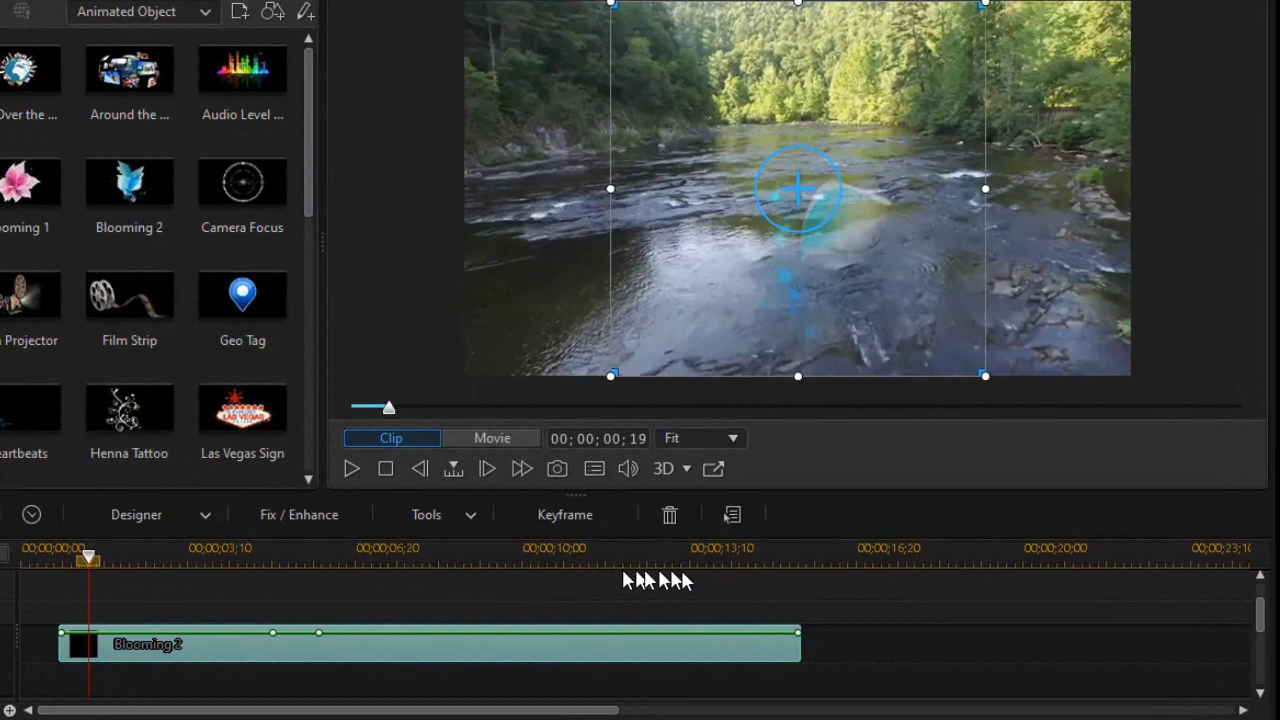 Animated Object
Over the ...
Around the ...
Audio Level ...
ooming 1
Blooming 2
Camera Focus
Projector
Film Strip
Geo Tag
LAS VEGAS
eartbeats
Henna Tattoo
Las Vegas Sign
Clip
Movie
00; 00; 00; 19
Fit
3D
Designer
Fix / Enhance
Tools
Keyframe
00;00;00;00
00;00;03;10
00;00;06;20
00;00;10;00
00;00;13;10
00;00;16;20
00;00;20;00
00;00;23;10
Blooming 2